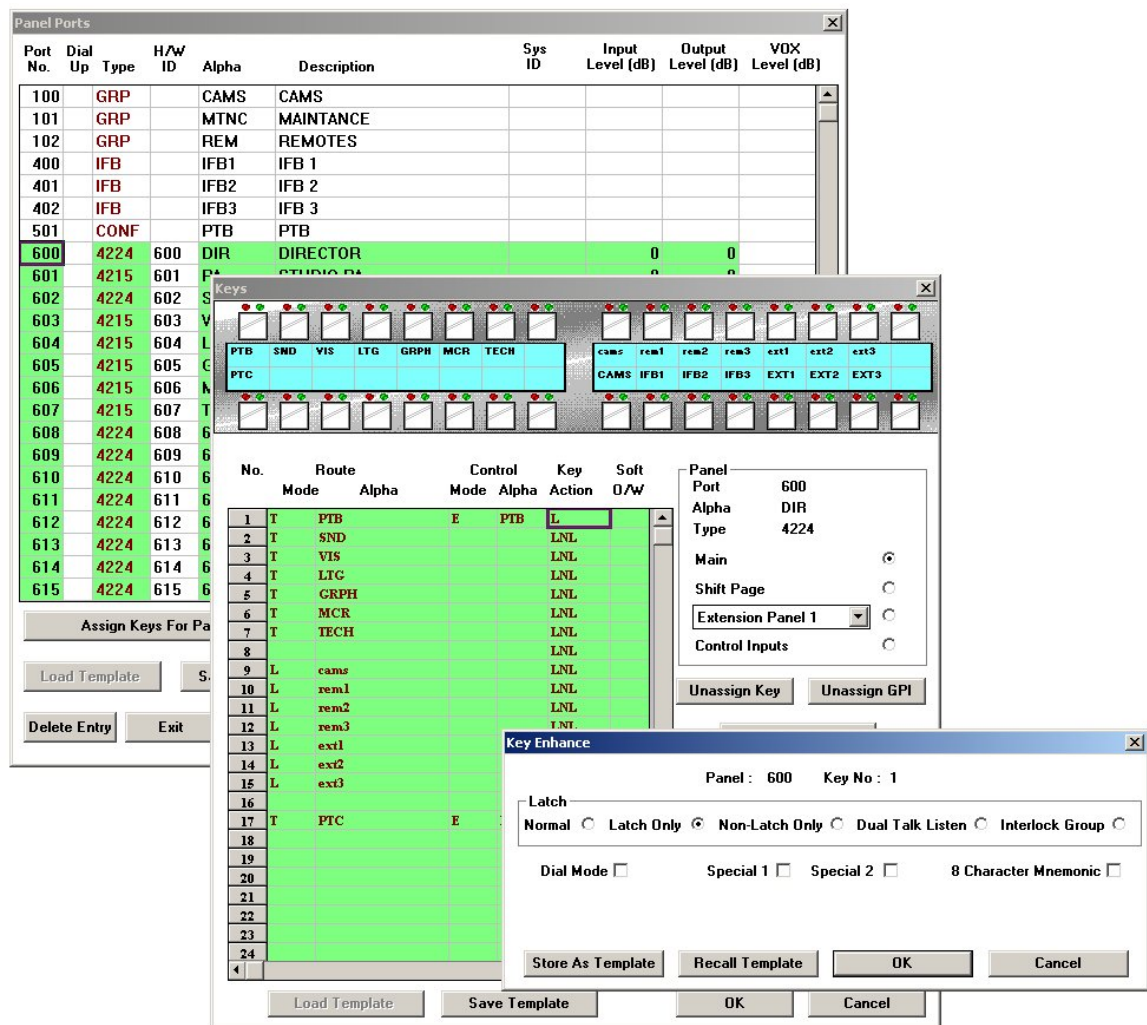 Panel Ports
Port No. Dial Up Type H/W ID Alpha Description Sys ID Input Level (dB) Output Level (dB) VOX Level (dB)
100 GRP CAMS CAMS
101 GRP MTNC MAINTANCE
102 GRP REM REMOTES
400 IFB IFB1 IFB 1
401 IFB IFB2 IFB 2
402 IFB IFB3 IFB 3
501 CONF PTB PTB
600 4224 600 DIR DIRECTOR 0 0
601 4215 601
602 4224 602
603 4215 603
604 4215 604
605 4215 605
606 4215 606
607 4215 607
608 4224 608 6
609 4224 609 6
610 4224 610 6
611 4224 611 6
612 4224 612 6
613 4224 613 6
614 4224 614 6
615 4224 615 6
Assign Keys For Pa
Load Template
Delete Entry Exit
Keys
PTB SND VIS LTG GRPH MCR TECH cams rem1 rem2 rem3 ext1 ext2 ext3
PTC CAMS IFB1 IFB2 IFB3 EXT1 EXT2 EXT3
No. Route Control Key Soft
Mode Alpha Mode Alpha Action O/W
1 T PTB E PTB L
2 T SND LNL
3 T VIS LNL
4 T LTG LNL
5 T GRPH LNL
6 T MCR LNL
7 T TECH LNL
8 LNL
9 L cams LNL
10 L rem1 LNL
11 L rem2 LNL
12 L rem3 LNL
13 L ext1
14 L ext2
15 L ext3
16
17 T PTC E
18
19
20
21
22
23
24
Panel
Port 600
Alpha DIR
Type 4224
Main
Shift Page
Extension Panel 1
Control Inputs
Unassign Key Unassign GPI
Load Template Save Template OK Cancel
Key Enhance
Panel : 600 Key No : 1
Latch
Normal Latch Only Non-Latch Only Dual Talk Listen Interlock Group
Dial Mode Special 1 Special 2 8 Character Mnemonic
Store As Template Recall Template OK Cancel